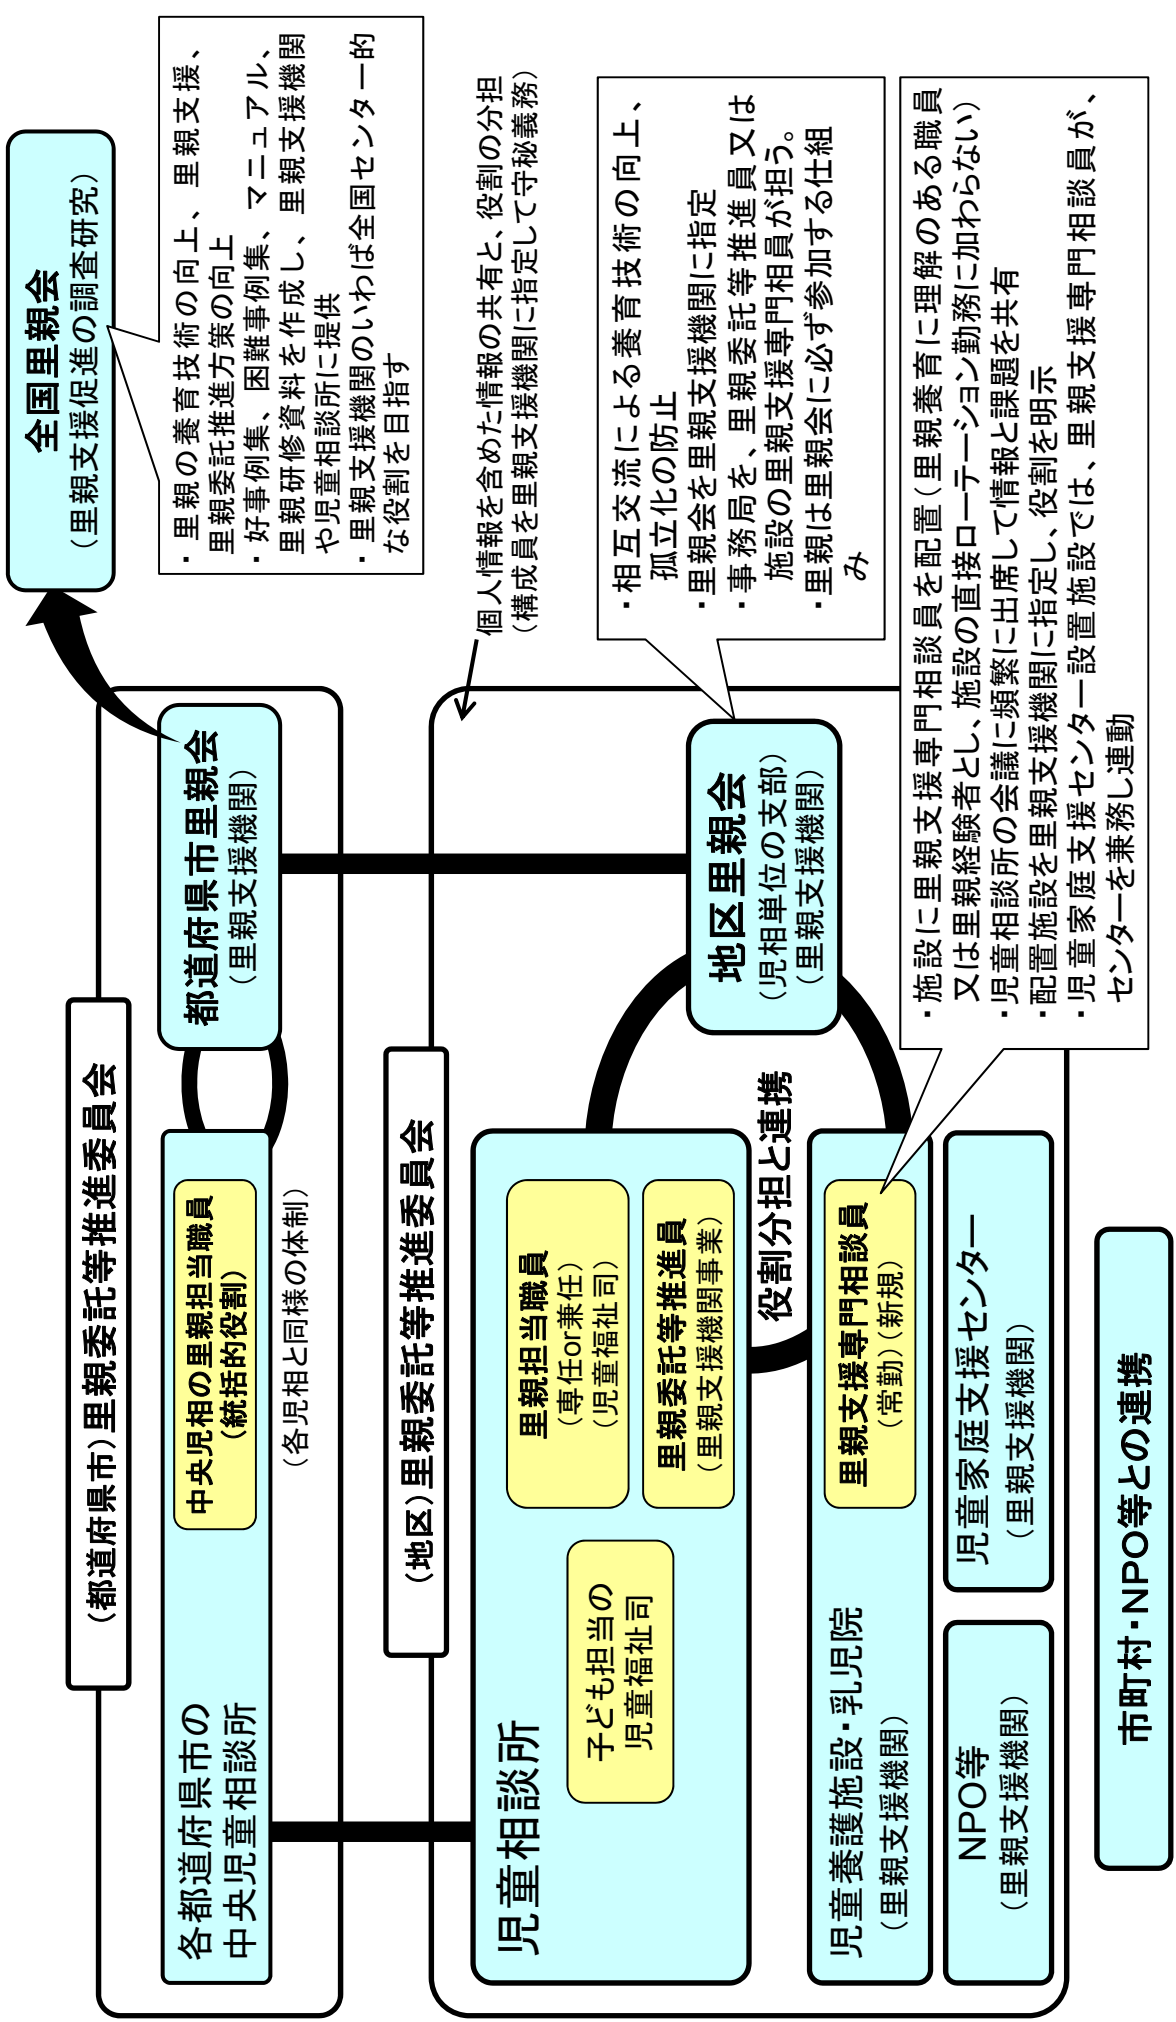 全国里親会
（里親支援促進の調査研究）
・里親の養育技術の向上、里親支援、
里親委託推進方策の向上
・好事例集、困難事例集、マニュアル、
里親研修資料を作成し、里親支援機関
や児童相談所に提供
・里親支援機関のいわば全国センター的
な役割を目指す
（都道府県市）里親委託等推進委員会
都道府県市里親会
（里親支援機関）
中央児相の里親担当職員
（統括的役割）
各都道府県市の
中央児童相談所
（各児相と同様の体制）
個人情報を含めた情報の共有と、役割の分担
（構成員を里親支援機関に指定して守秘義務）
（地区）里親委託等推進委員会
・相互交流による養育技術の向上、
孤立化の防止
・里親会を里親支援機関に指定
・事務局を、里親委託等推進員又は
施設の里親支援専門相員が担う。
・里親は里親会に必ず参加する仕組
み
地区里親会
（児相単位の支部）
（里親支援機関）
児童相談所
里親担当職員
（専任or兼任）
（児童福祉司）
里親委託等推進員
（里親支援機関事業）
子ども担当の
児童福祉司
役割分担と連携
児童養護施設・乳児院
（里親支援機関）
里親支援専門相談員
（常勤）（新規）
・施設に里親支援専門相談員を配置（里親養育に理解のある職員
又は里親経験者とし、施設の直接ローテーション勤務に加わらない）
・児童相談所の会議に頻繁に出席して情報と課題を共有
・配置施設を里親支援機関に指定し、役割を明示
・児童家庭支援センター設置施設では、里親支援専門相談員が、
センターを兼務し連動
児童家庭支援センター
（里親支援機関）
NPO等
（里親支援機関）
市町村・NPO等との連携